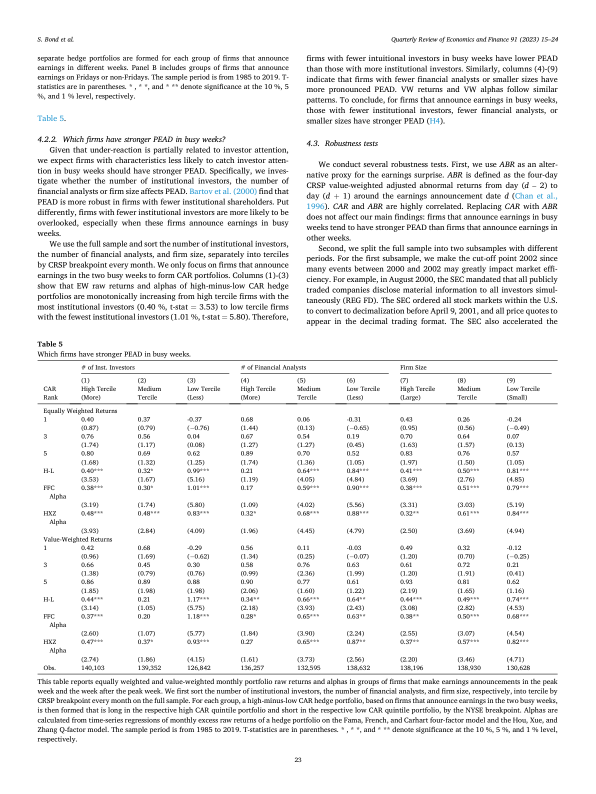 S. Bond et al.
Quarterly Review of Economics and Finance 91 (2023) 15–24
separate hedge portfolios are formed for each group of firms that announce
earnings in different weeks. Panel B includes groups of firms that announce
earnings on Fridays or non-Fridays. The sample period is from 1985 to 2019. T-
statistics are in parentheses. * , * *, and * ** denote significance at the 10 %, 5
%, and 1 % level, respectively.
Table 5.
4.2.2. Which firms have stronger PEAD in busy weeks?
Given that under-reaction is partially related to investor attention,
we expect firms with characteristics less likely to catch investor atten-
tion in busy weeks should have stronger PEAD. Specifically, we inves-
tigate whether the number of institutional investors, the number of
financial analysts or firm size affects PEAD. Bartov et al. (2000) find that
PEAD is more robust in firms with fewer institutional shareholders. Put
differently, firms with fewer institutional investors are more likely to be
overlooked, especially when these firms announce earnings in busy
weeks.
We use the full sample and sort the number of institutional investors,
the number of financial analysts, and firm size, separately into terciles
by CRSP breakpoint every month. We only focus on firms that announce
earnings in the two busy weeks to form CAR portfolios. Columns (1)-(3)
show that EW raw returns and alphas of high-minus-low CAR hedge
portfolios are monotonically increasing from high tercile firms with the
most institutional investors (0.40 %, t-stat = 3.53) to low tercile firms
with the fewest institutional investors (1.01 %, t-stat = 5.80). Therefore,
firms with fewer intuitional investors in busy weeks have lower PEAD
than those with more institutional investors. Similarly, columns (4)-(9)
indicate that firms with fewer financial analysts or smaller sizes have
more pronounced PEAD. VW returns and VW alphas follow similar
patterns. To conclude, for firms that announce earnings in busy weeks,
those with fewer institutional investors, fewer financial analysts, or
smaller sizes have stronger PEAD (H4).
4.3. Robustness tests
We conduct several robustness tests. First, we use ABR as an alter-
native proxy for the earnings surprise. ABR is defined as the four-day
CRSP value-weighted adjusted abnormal returns from day (d − 2) to
day (d + 1) around the earnings announcement date d (Chan et al.,
1996). CAR and ABR are highly correlated. Replacing CAR with ABR
does not affect our main findings: firms that announce earnings in busy
weeks tend to have stronger PEAD than firms that announce earnings in
other weeks.
Second, we split the full sample into two subsamples with different
periods. For the first subsample, we make the cut-off point 2002 since
many events between 2000 and 2002 may greatly impact market effi-
ciency. For example, in August 2000, the SEC mandated that all publicly
traded companies disclose material information to all investors simul-
taneously (REG FD). The SEC ordered all stock markets within the U.S.
to convert to decimalization before April 9, 2001, and all price quotes to
appear in the decimal trading format. The SEC also accelerated the
Table 5
Which firms have stronger PEAD in busy weeks.
# of Inst. Investors # of Financial Analysts Firm Size
(1) (2) (3) (4) (5) (6) (7) (8) (9)
CAR High Tercile Medium Low Tercile High Tercile Medium Low Tercile High Tercile Medium Low Tercile
Rank (More) Tercile (Less) (More) Tercile (Less) (Large) Tercile (Small)
Equally Weighted Returns
1 0.40 0.37 -0.37 0.68 0.06 -0.31 0.43 0.26 -0.24
(0.87) (0.79) (−0.76) (1.44) (0.13) (−0.65) (0.95) (0.56) (−0.49)
3 0.76 0.56 0.04 0.67 0.54 0.19 0.70 0.64 0.07
(1.74) (1.17) (0.08) (1.27) (1.27) (0.45) (1.63) (1.57) (0.13)
5 0.80 0.69 0.62 0.89 0.70 0.52 0.83 0.76 0.57
(1.68) (1.32) (1.25) (1.74) (1.36) (1.05) (1.97) (1.50) (1.05)
H-L 0.40*** 0.32* 0.99*** 0.21 0.64*** 0.84*** 0.41*** 0.50*** 0.81***
(3.53) (1.67) (5.16) (1.19) (4.05) (4.84) (3.69) (2.76) (4.85)
FFC 0.38*** 0.30* 1.01*** 0.17 0.59*** 0.90*** 0.38*** 0.51*** 0.79***
Alpha
(3.19) (1.74) (5.80) (1.09) (4.02) (5.56) (3.31) (3.03) (5.19)
HXZ 0.48*** 0.48*** 0.83*** 0.32* 0.68*** 0.88*** 0.32** 0.61*** 0.84***
Alpha
(3.93) (2.84) (4.09) (1.96) (4.45) (4.79) (2.50) (3.69) (4.94)
Value-Weighted Returns
1 0.42 0.68 -0.29 0.56 0.11 -0.03 0.49 0.32 -0.12
(0.96) (1.69) (−0.62) (1.34) (0.25) (−0.07) (1.20) (0.70) (−0.25)
3 0.66 0.45 0.30 0.58 0.76 0.63 0.61 0.72 0.21
(1.38) (0.79) (0.76) (0.99) (2.36) (1.99) (1.20) (1.91) (0.41)
5 0.86 0.89 0.88 0.90 0.77 0.61 0.93 0.81 0.62
(1.85) (1.98) (1.98) (2.06) (1.60) (1.22) (2.19) (1.65) (1.16)
H-L 0.44*** 0.21 1.17*** 0.34** 0.66*** 0.64** 0.44*** 0.49*** 0.74***
(3.14) (1.05) (5.75) (2.18) (3.93) (2.43) (3.08) (2.82) (4.53)
FFC 0.37*** 0.20 1.18*** 0.28* 0.65*** 0.63** 0.38** 0.50*** 0.68***
Alpha
(2.60) (1.07) (5.77) (1.84) (3.90) (2.24) (2.55) (3.07) (4.54)
HXZ 0.47*** 0.37* 0.93*** 0.27 0.65*** 0.87** 0.37** 0.57*** 0.82***
Alpha
(2.74) (1.86) (4.15) (1.61) (3.73) (2.56) (2.20) (3.46) (4.71)
Obs. 140,103 139,352 126,842 136,257 132,595 138,632 138,196 138,930 130,628
This table reports equally weighted and value-weighted monthly portfolio raw returns and alphas in groups of firms that make earnings announcements in the peak
week and the week after the peak week. We first sort the number of institutional investors, the number of financial analysts, and firm size, respectively, into tercile by
CRSP breakpoint every month on the full sample. For each group, a high-minus-low CAR hedge portfolio, based on firms that announce earnings in the two busy weeks,
is then formed that is long in the respective high CAR quintile portfolio and short in the respective low CAR quintile portfolio, by the NYSE breakpoint. Alphas are
calculated from time-series regressions of monthly excess raw returns of a hedge portfolio on the Fama, French, and Carhart four-factor model and the Hou, Xue, and
Zhang Q-factor model. The sample period is from 1985 to 2019. T-statistics are in parentheses. * , * *, and * ** denote significance at the 10 %, 5 %, and 1 % level,
respectively.
23